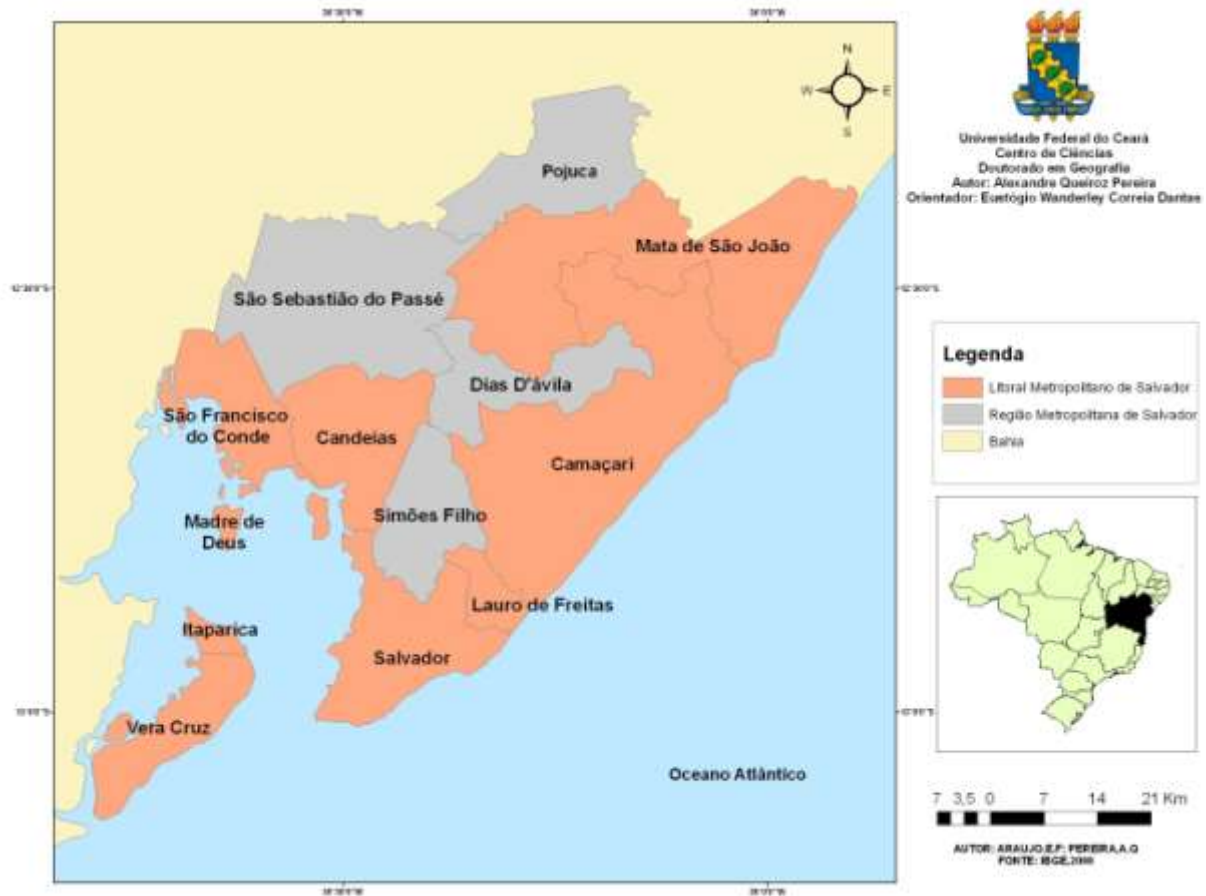 N
W E
S
Pojuca
Mata de São João
São Sebastião do Passé
Dias D'ávila
São Francisco
do Conde
Candeias
Camaçari
Madre de
Deus
Simões Filho
Lauro de Freitas
Itaparica
Salvador
Vera Cruz
Oceano Atlântico
Universidade Federal do Ceará
Centro de Ciências
Doutorado em Geografia
Autor: Alexandre Queiroz Pereira
Orientador: Eustógio Wanderley Correia Dantas
Legenda
Litoral Metropolitano de Salvador
Região Metropolitana de Salvador
Bahia
7 3,5 0 7 14 21 Km
AUTOR: ARAUJO,E.F; PEREIRA,A.Q
FONTE: IBGE,